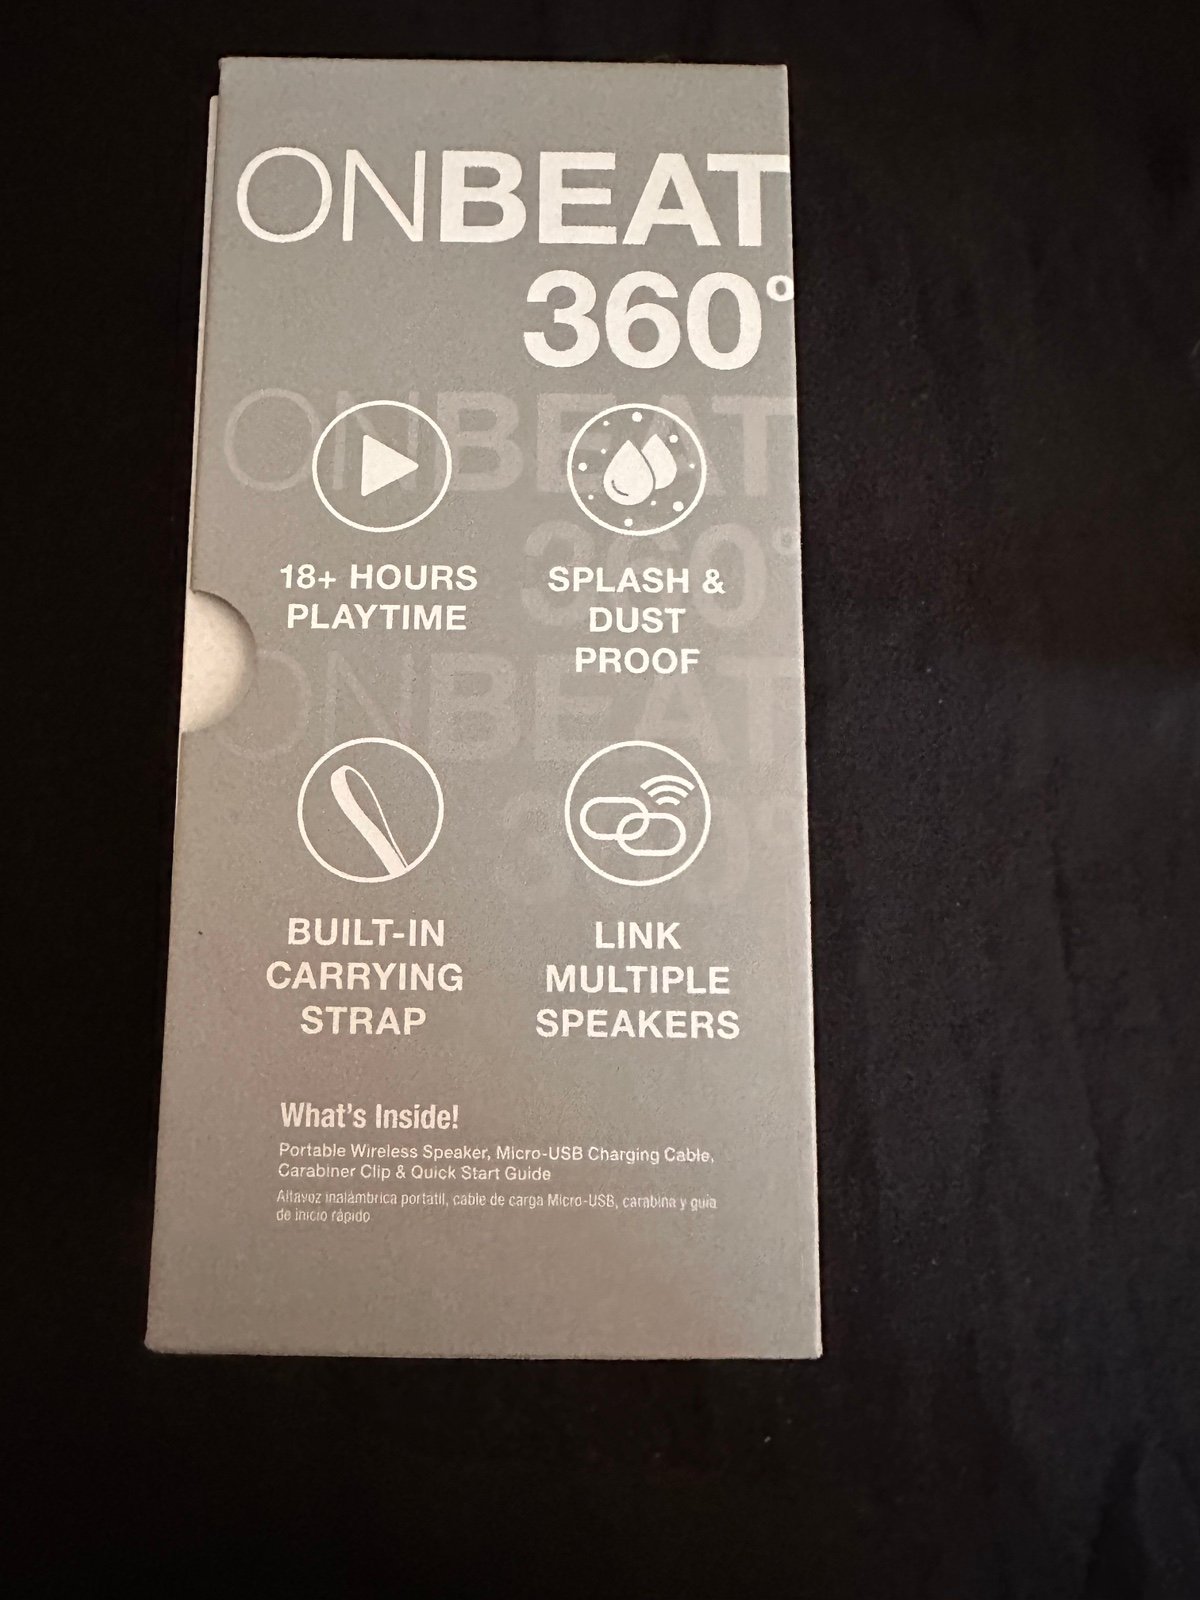 ONBEAT
360°
ONBEAT
360°
ONBEAT
360°
18+ HOURS
PLAYTIME
SPLASH &
DUST
PROOF
BUILT-IN
CARRYING
STRAP
LINK
MULTIPLE
SPEAKERS
What's Inside!
Portable Wireless Speaker, Micro-USB Charging Cable,
Carabiner Clip & Quick Start Guide
Altavoz inalámbrica portatil, cable de carga Micro-USB, carabina y guia
de inicio rápido